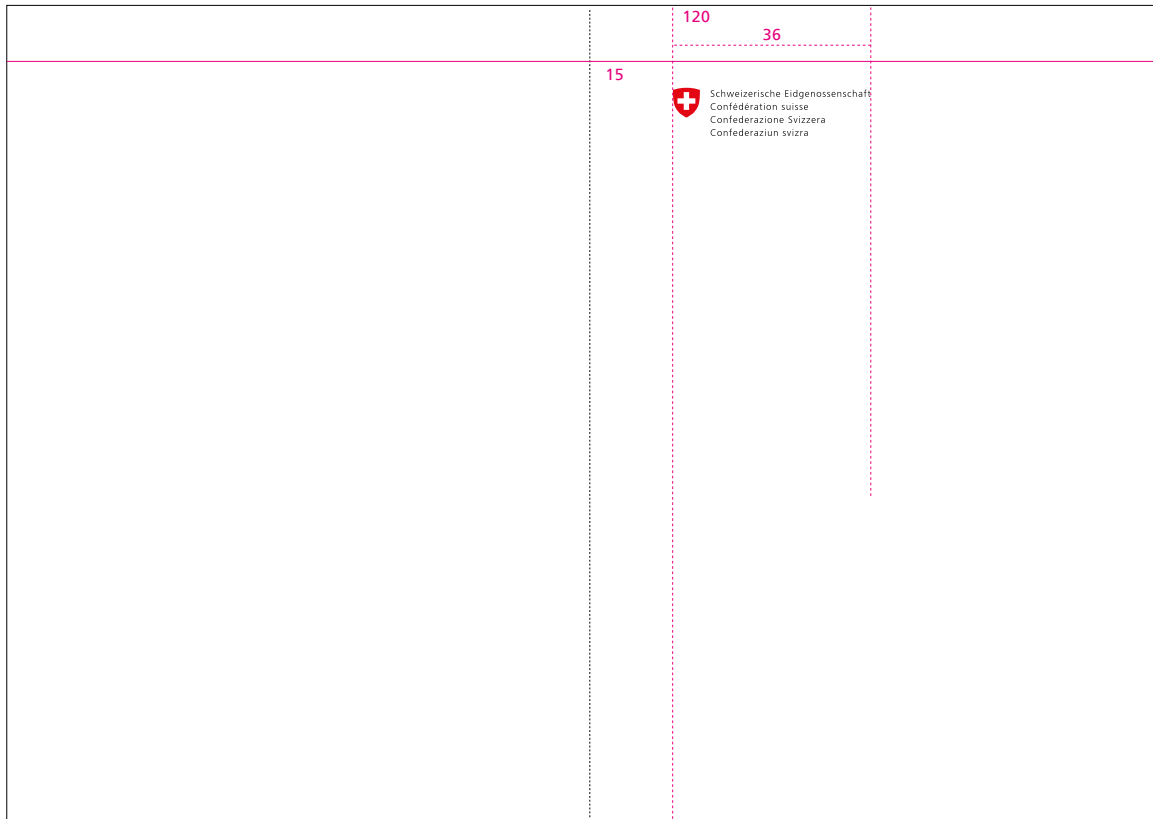 120
36
15
Schweizerische Eidgenossenschaft
Confédération suisse
Confederazione Svizzera
Confederaziun svizra